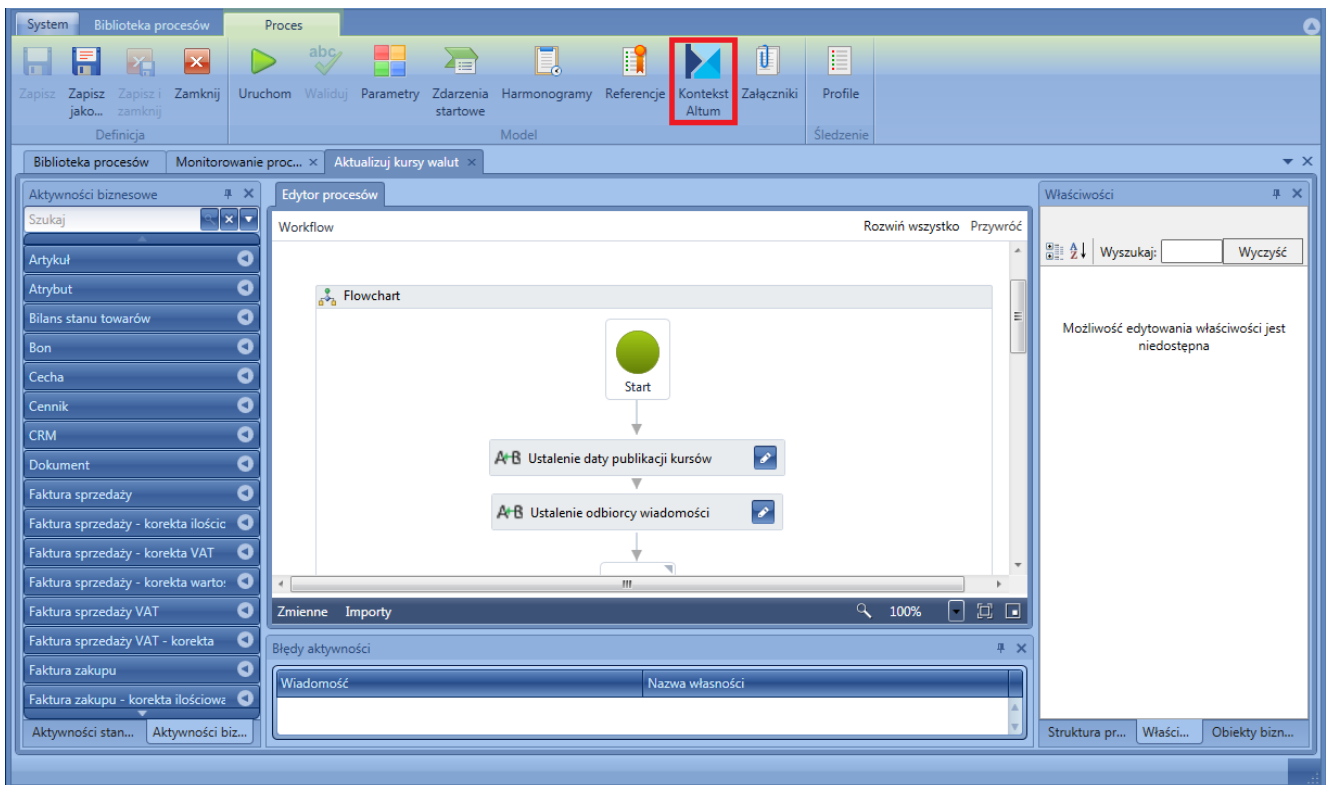 System Biblioteka procesów Proces
Zapisz Zapisz jako... Zapisz i zamknij Zamknij Uruchom Waliduj Parametry Zdarzenia startowe Harmonogramy Referencje Kontekst Altum Załączniki Profile
Definicja Model Śledzenie
Biblioteka procesów Monitorowanie proc... Aktualizuj kursy walut
Aktywności biznesowe
Szukaj
Artykuł
Atrybut
Bilans stanu towarów
Bon
Cecha
Cennik
CRM
Dokument
Faktura sprzedaży
Faktura sprzedaży - korekta ilośc
Faktura sprzedaży - korekta VAT
Faktura sprzedaży - korekta warto
Faktura sprzedaży VAT
Faktura sprzedaży VAT - korekta
Faktura zakupu
Faktura zakupu - korekta ilościowa
Aktywności stan... Aktywności biz...
Edytor procesów
Workflow Rozwiń wszystko Przywróć
Flowchart
Start
A+B Ustalenie daty publikacji kursów
A+B Ustalenie odbiorcy wiadomości
Zmienne Importy 100%
Błędy aktywności
Wiadomość Nazwa własności
Właściwości
Wyszukaj: Wyczyść
Możliwość edytowania właściwości jest
niedostępna
Struktura pr... Właści... Obiekty bizn...